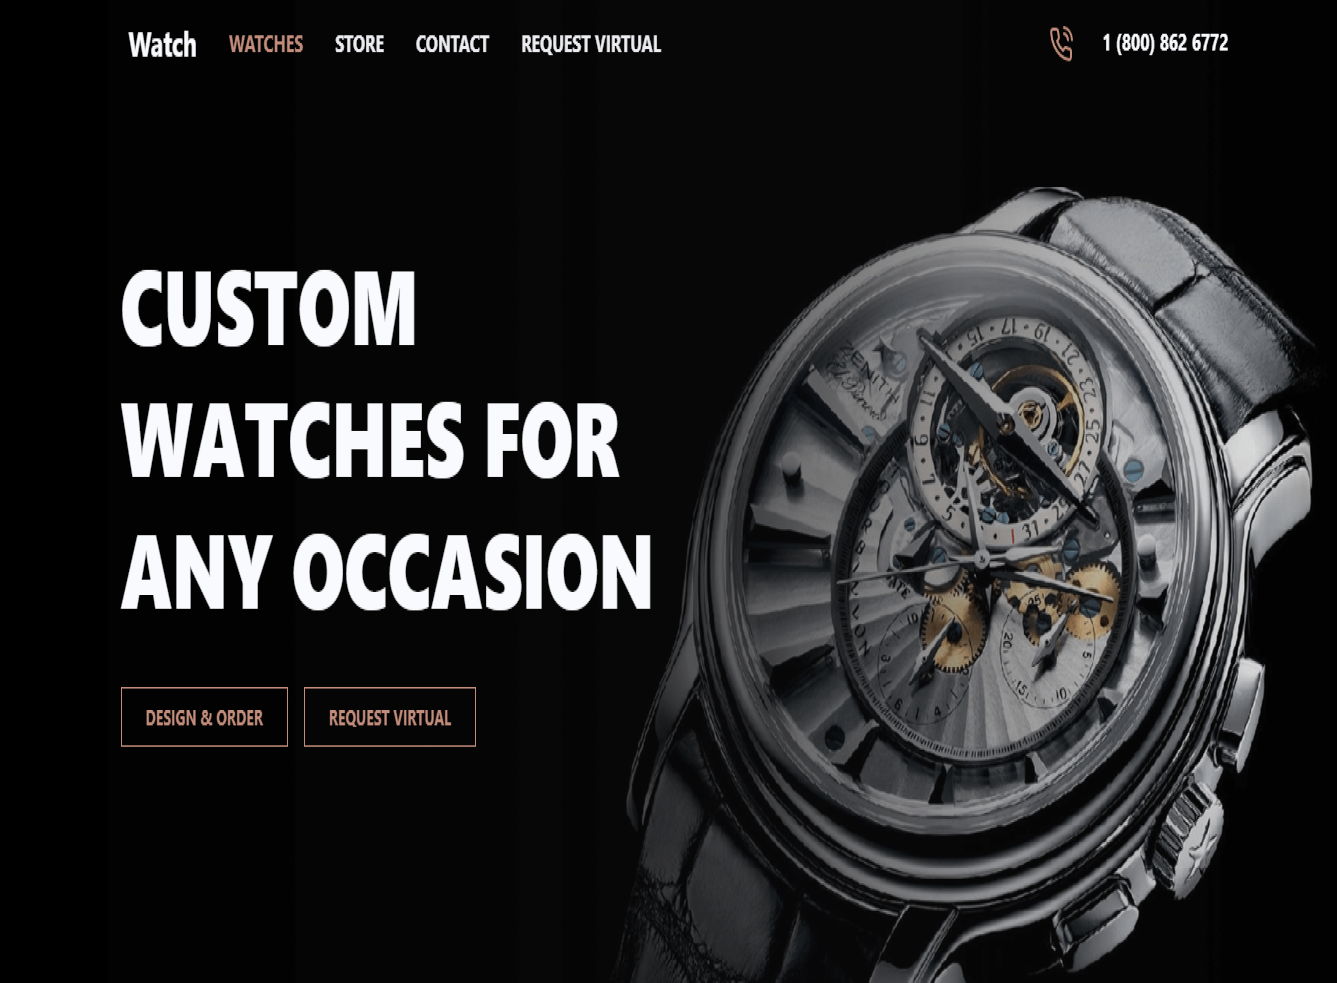 Watch WATCHES STORE CONTACT REQUEST VIRTUAL 1 (800) 862 6772
CUSTOM
WATCHES FOR
ANY OCCASION
DESIGN & ORDER REQUEST VIRTUAL
ZENITH